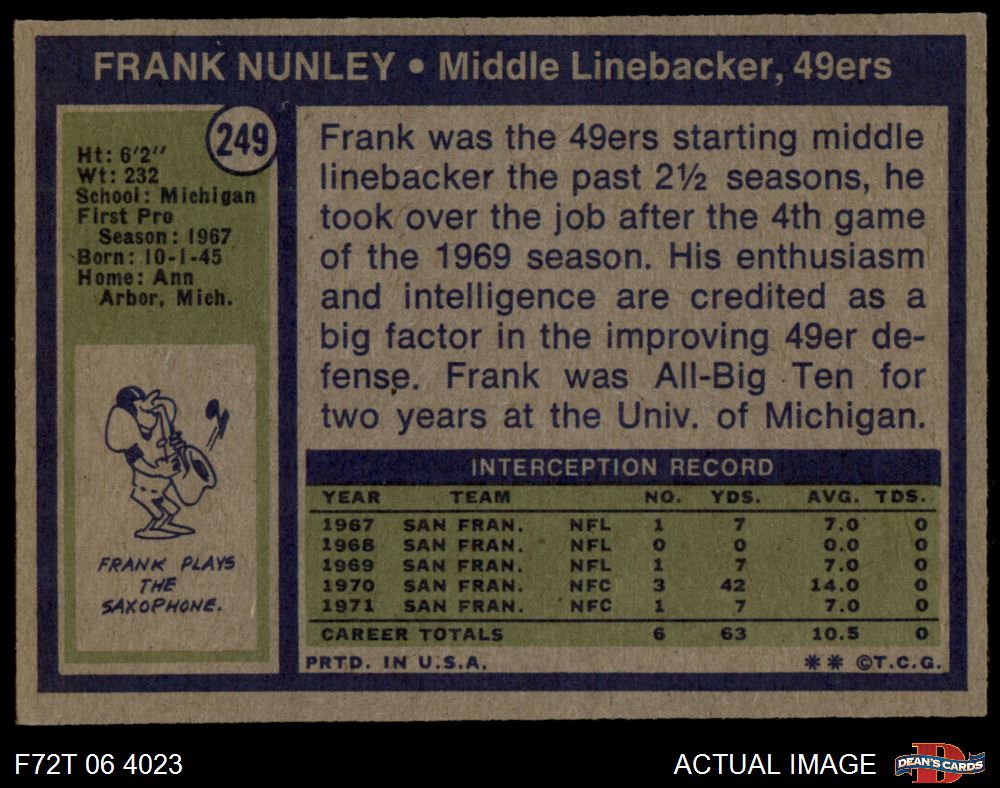 FRANK NUNLEY • Middle Linebacker, 49ers
249
Ht: 6'2"
Wt: 232
School: Michigan
First Pro
Season: 1967
Born: 10-1-45
Home: Ann
Arbor, Mich.
FRANK PLAYS
THE
SAXOPHONE.
Frank was the 49ers starting middle
linebacker the past 2½ seasons, he
took over the job after the 4th game
of the 1969 season. His enthusiasm
and intelligence are credited as a
big factor in the improving 49er de-
fense. Frank was All-Big Ten for
two years at the Univ. of Michigan.
INTERCEPTION RECORD
YEAR TEAM NO. YDS. AVG. TDS.
1967 SAN FRAN. NFL 1 7 7.0 0
1968 SAN FRAN. NFL 0 0 0.0 0
1969 SAN FRAN. NFL 1 7 7.0 0
1970 SAN FRAN. NFC 3 42 14.0 0
1971 SAN FRAN. NFC 1 7 7.0 0
CAREER TOTALS 6 63 10.5 0
PRTD. IN U.S.A. ** ©T.C.G.
F72T 06 4023 ACTUAL IMAGE D DEAN'S CARDS